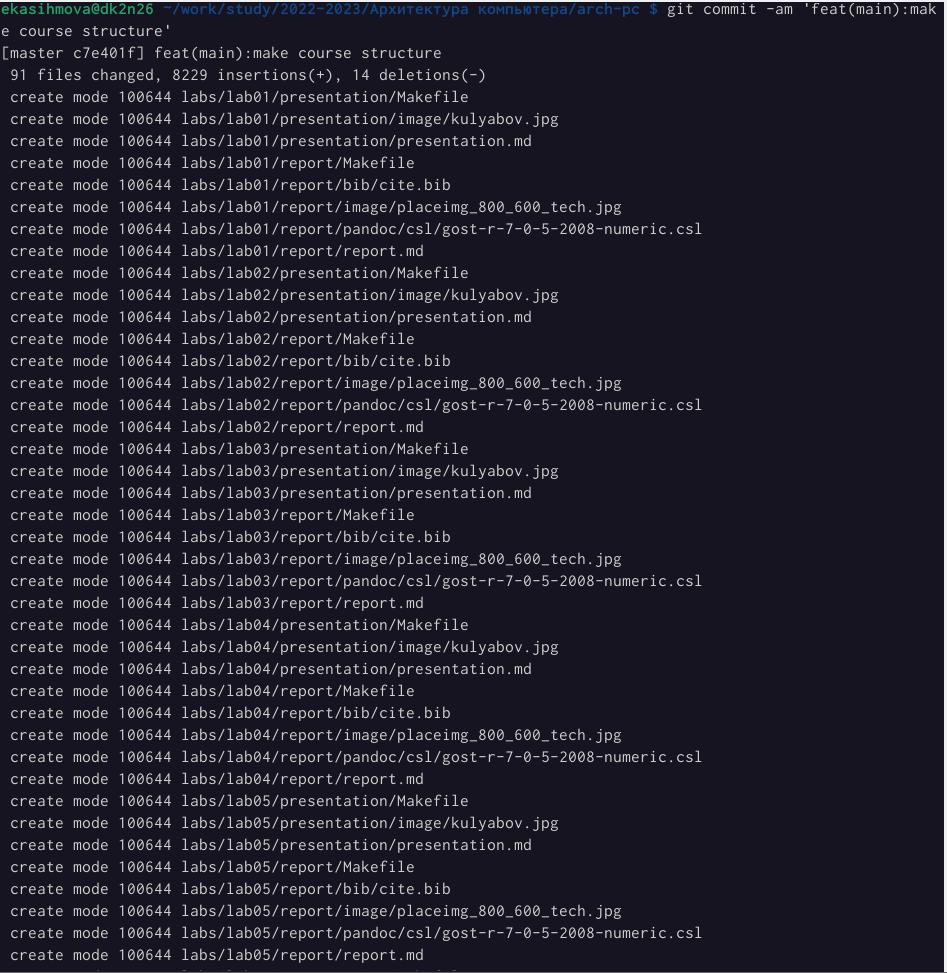 ekasihmova@dk2n26 ~/work/study/2022-2023/Архитектура компьютера/arch-pc $ git commit -am 'feat(main):mak
e course structure'
[master c7e401f] feat(main):make course structure
 91 files changed, 8229 insertions(+), 14 deletions(-)
 create mode 100644 labs/lab01/presentation/Makefile
 create mode 100644 labs/lab01/presentation/image/kulyabov.jpg
 create mode 100644 labs/lab01/presentation/presentation.md
 create mode 100644 labs/lab01/report/Makefile
 create mode 100644 labs/lab01/report/bib/cite.bib
 create mode 100644 labs/lab01/report/image/placeimg_800_600_tech.jpg
 create mode 100644 labs/lab01/report/pandoc/csl/gost-r-7-0-5-2008-numeric.csl
 create mode 100644 labs/lab01/report/report.md
 create mode 100644 labs/lab02/presentation/Makefile
 create mode 100644 labs/lab02/presentation/image/kulyabov.jpg
 create mode 100644 labs/lab02/presentation/presentation.md
 create mode 100644 labs/lab02/report/Makefile
 create mode 100644 labs/lab02/report/bib/cite.bib
 create mode 100644 labs/lab02/report/image/placeimg_800_600_tech.jpg
 create mode 100644 labs/lab02/report/pandoc/csl/gost-r-7-0-5-2008-numeric.csl
 create mode 100644 labs/lab02/report/report.md
 create mode 100644 labs/lab03/presentation/Makefile
 create mode 100644 labs/lab03/presentation/image/kulyabov.jpg
 create mode 100644 labs/lab03/presentation/presentation.md
 create mode 100644 labs/lab03/report/Makefile
 create mode 100644 labs/lab03/report/bib/cite.bib
 create mode 100644 labs/lab03/report/image/placeimg_800_600_tech.jpg
 create mode 100644 labs/lab03/report/pandoc/csl/gost-r-7-0-5-2008-numeric.csl
 create mode 100644 labs/lab03/report/report.md
 create mode 100644 labs/lab04/presentation/Makefile
 create mode 100644 labs/lab04/presentation/image/kulyabov.jpg
 create mode 100644 labs/lab04/presentation/presentation.md
 create mode 100644 labs/lab04/report/Makefile
 create mode 100644 labs/lab04/report/bib/cite.bib
 create mode 100644 labs/lab04/report/image/placeimg_800_600_tech.jpg
 create mode 100644 labs/lab04/report/pandoc/csl/gost-r-7-0-5-2008-numeric.csl
 create mode 100644 labs/lab04/report/report.md
 create mode 100644 labs/lab05/presentation/Makefile
 create mode 100644 labs/lab05/presentation/image/kulyabov.jpg
 create mode 100644 labs/lab05/presentation/presentation.md
 create mode 100644 labs/lab05/report/Makefile
 create mode 100644 labs/lab05/report/bib/cite.bib
 create mode 100644 labs/lab05/report/image/placeimg_800_600_tech.jpg
 create mode 100644 labs/lab05/report/pandoc/csl/gost-r-7-0-5-2008-numeric.csl
 create mode 100644 labs/lab05/report/report.md